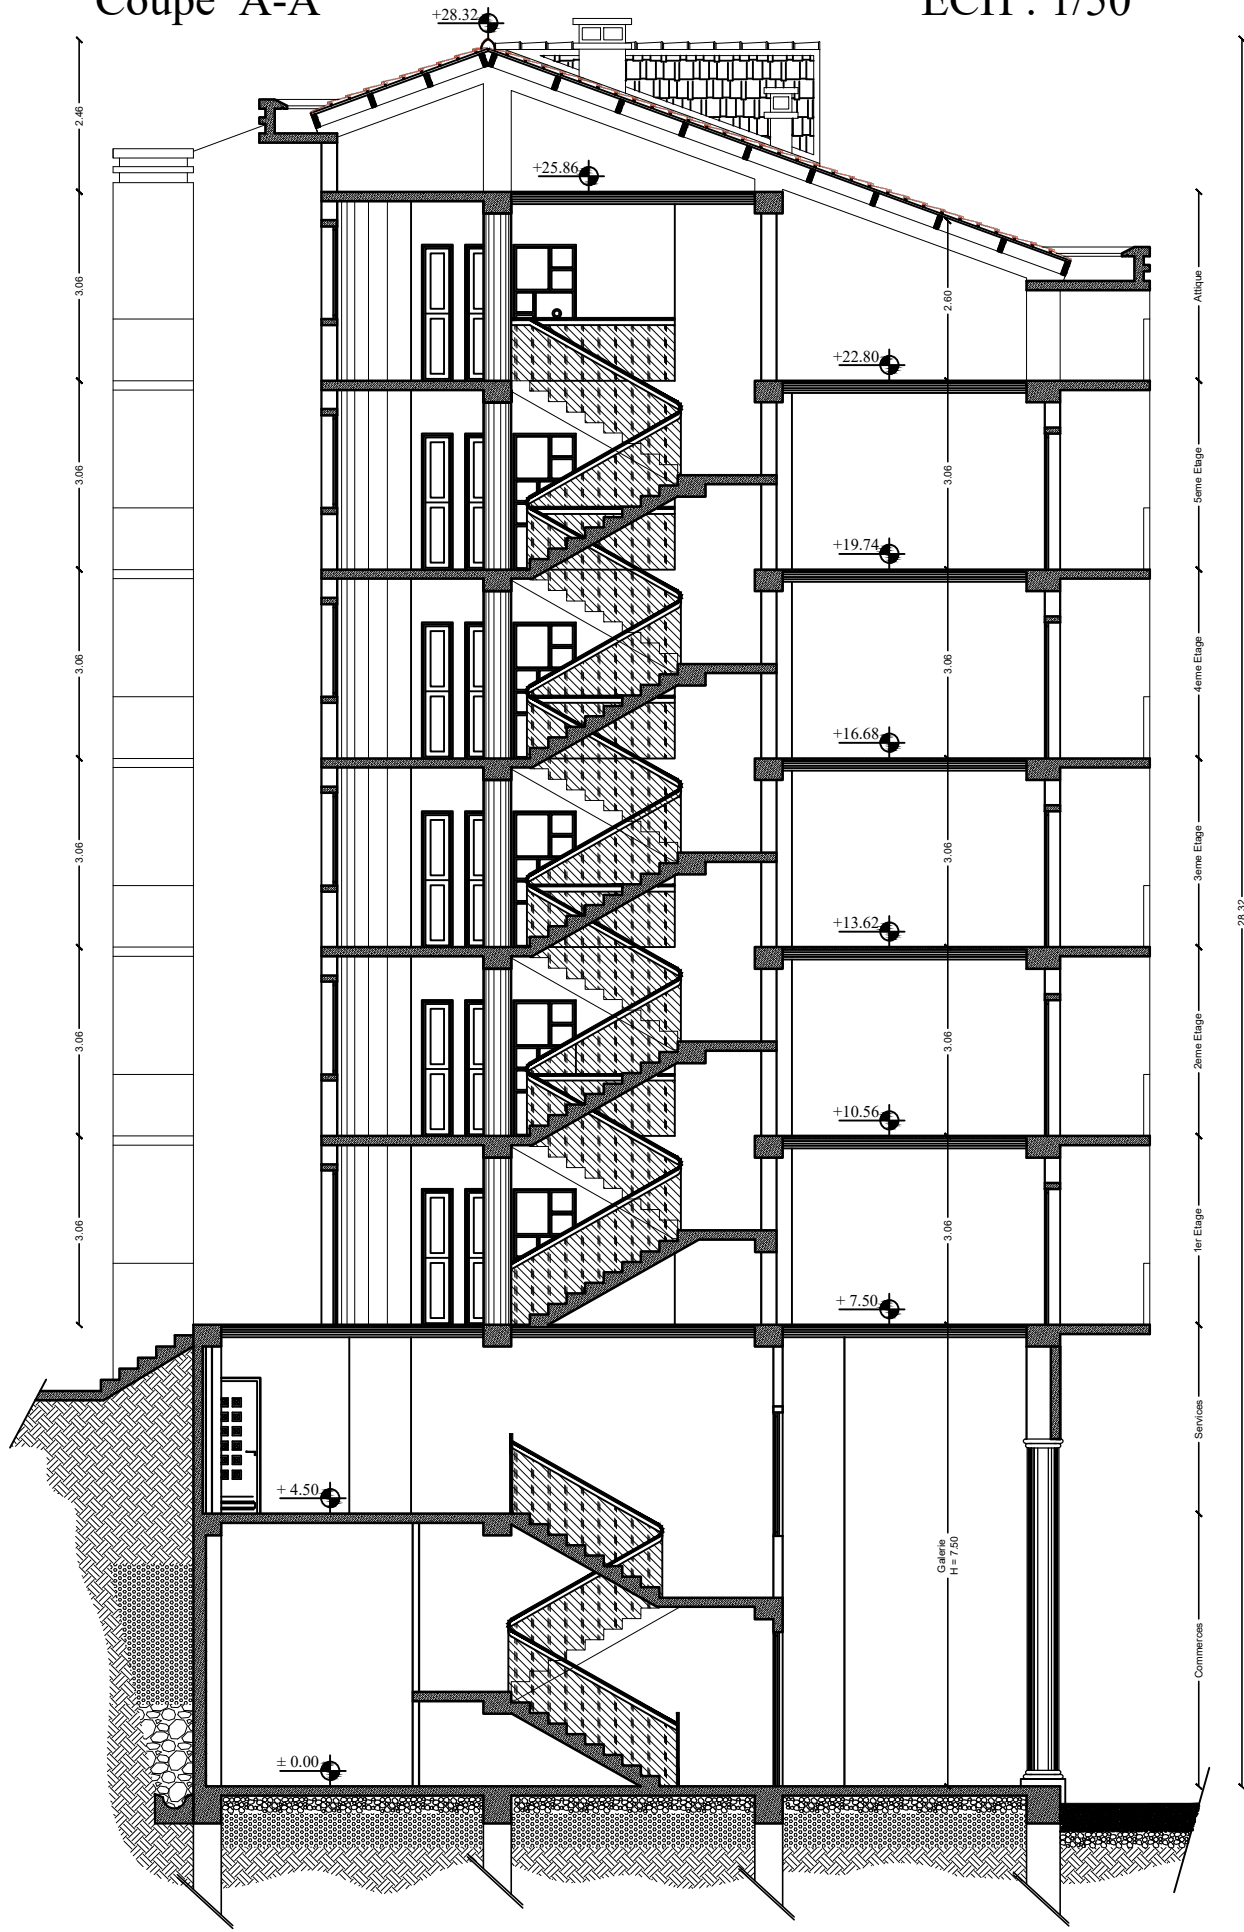 Coupe A-A
ECH : 1/50
+28.32
2.46
+25.86
3.06
2.60
Attique
+22.80
3.06
3.06
5eme Etage
+19.74
3.06
3.06
4eme Etage
+16.68
3.06
3.06
3eme Etage
28.32
+13.62
3.06
3.06
2eme Etage
+10.56
3.06
3.06
1er Etage
+ 7.50
Services
+ 4.50
Galerie
H = 7.50
Commerces
± 0.00